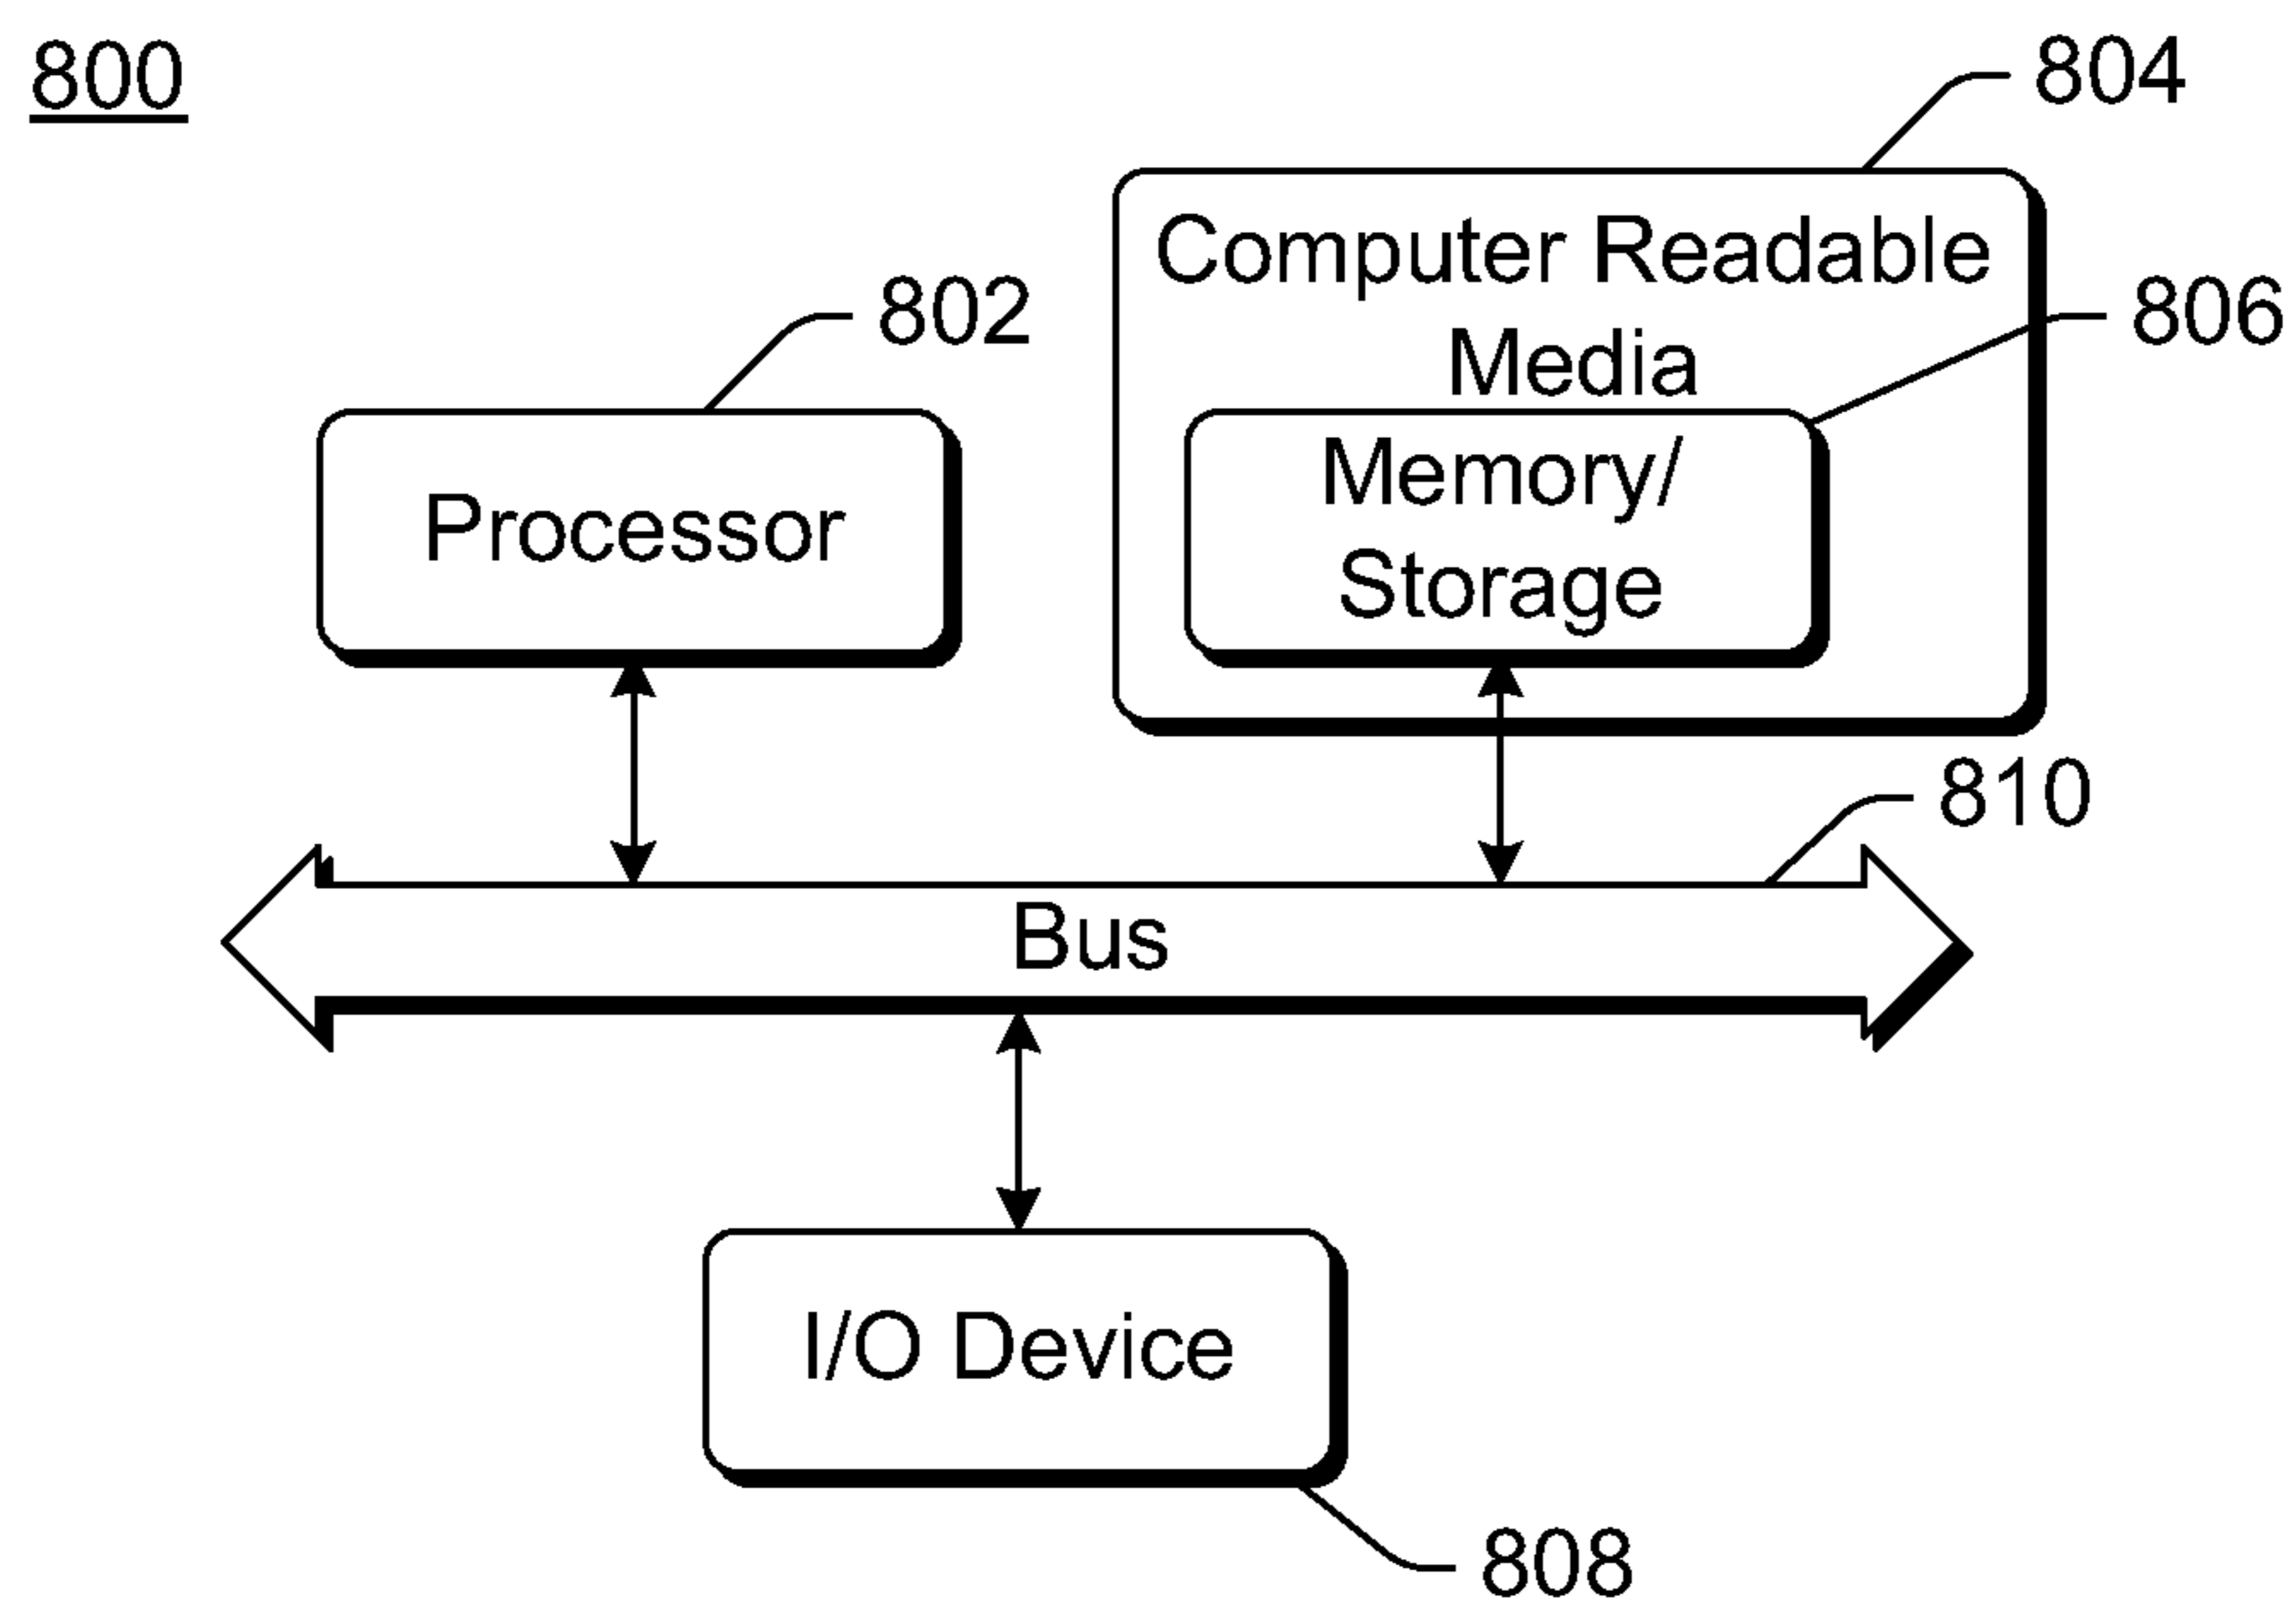 800
804
Computer Readable
Media
802
806
Processor
Memory/
Storage
810
Bus
I/O Device
808